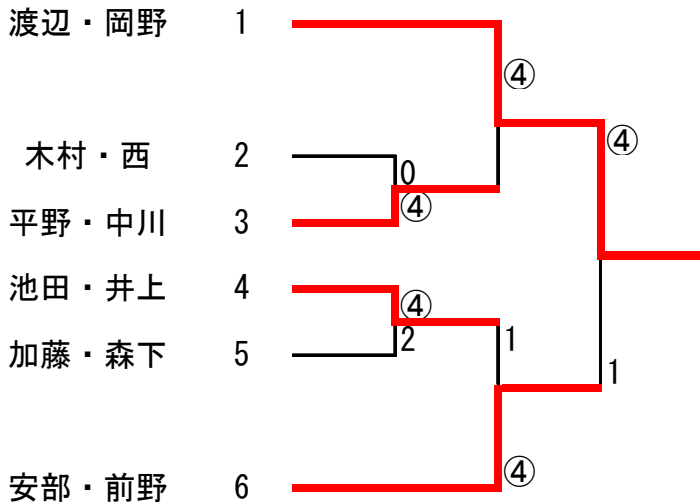 渡辺・岡野 1
④
④
木村・西 2
0
平野・中川 3
④
池田・井上 4
④
加藤・森下 5
2
1
1
安部・前野 6
④